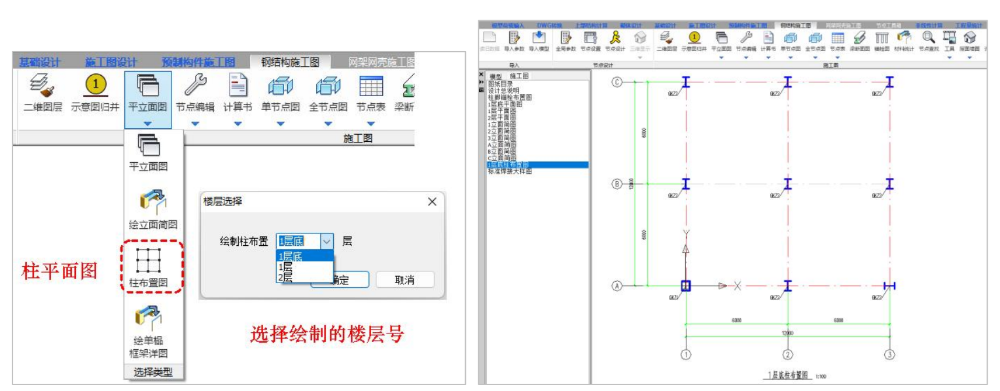 基础设计 施工图设计 预制构件施工图 钢结构施工图 网架网壳施工图
1
二维图层 示意图归并 平立面图 节点编辑 计算书 单节点图 全节点图 节点表 梁断
施工图
平立面图
绘立面简图
柱布置图
绘单榀
框架详图
选择类型
柱平面图
楼层选择
绘制柱布置 1层底 层
1层底
1层
2层
确定 取消
选择绘制的楼层号
模型荷载输入 DWG转换 上部结构计算 砌体设计 基础设计 施工图设计 预制构件施工图 钢结构施工图 网架网壳施工图 节点工具箱 非线性计算 工程量统计
导入参数 导入模型 全局参数 节点设置 节点设计 三维显示 二维图层 示意图归并 平立面图 节点编辑 计算书 单节点图 全节点图 节点表 梁断面图 锚栓图 材料统计 节点查找 工具 屋面墙面
导入 节点设计 施工图
模型 施工图
图纸目录
设计总说明
柱脚锚栓布置图
1层底平面图
1层平面图
2层平面图
1立面简图
2立面简图
3立面简图
A立面简图
B立面简图
C立面简图
1层底柱布置图
标准焊接大样图
C
GKZ2 GKZ2 GKZ2
6000
B
12000
GKZ2 GKZ2 GKZ2
6000
Y
A
X
GKZ1 GKZ2 GKZ2
6000 6000
12000
1 2 3
1层底柱布置图 1:100